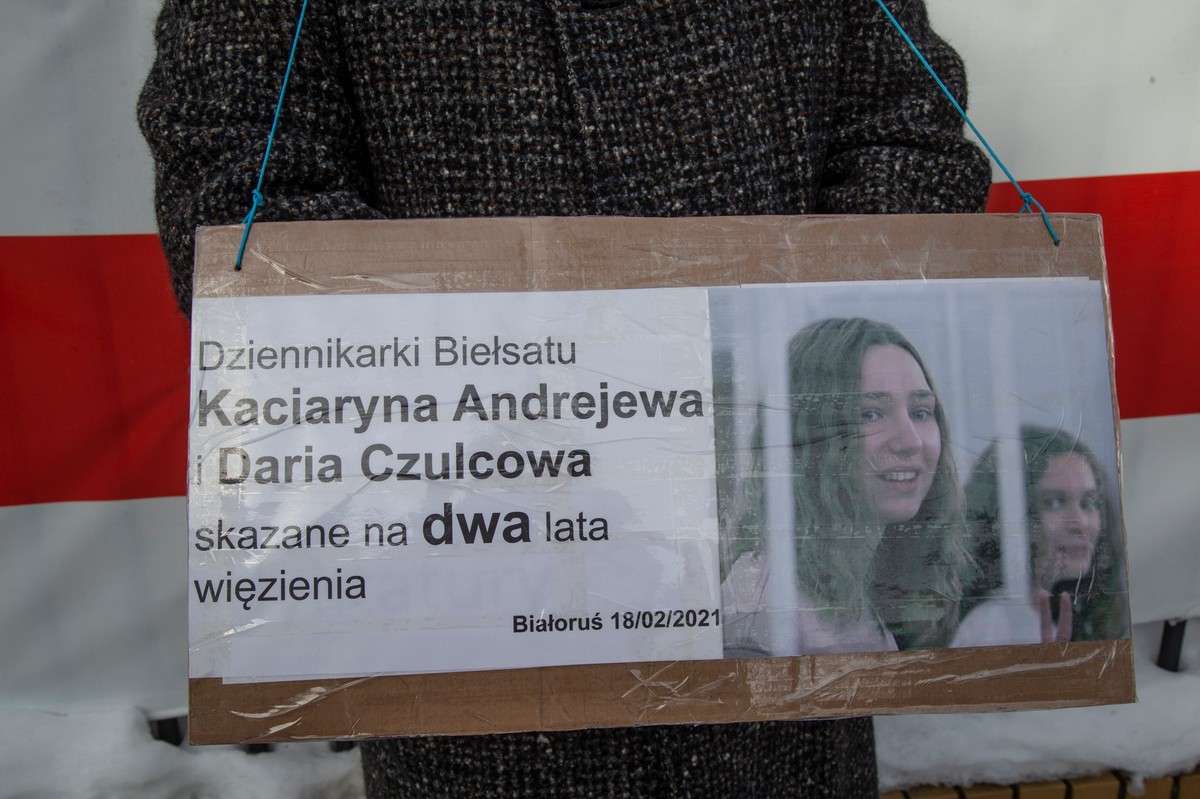 Dziennikarki Biełsatu
Kaciaryna Andrejewa
i Daria Czulcowa
skazane na dwa lata
więzienia
Białoruś 18/02/2021